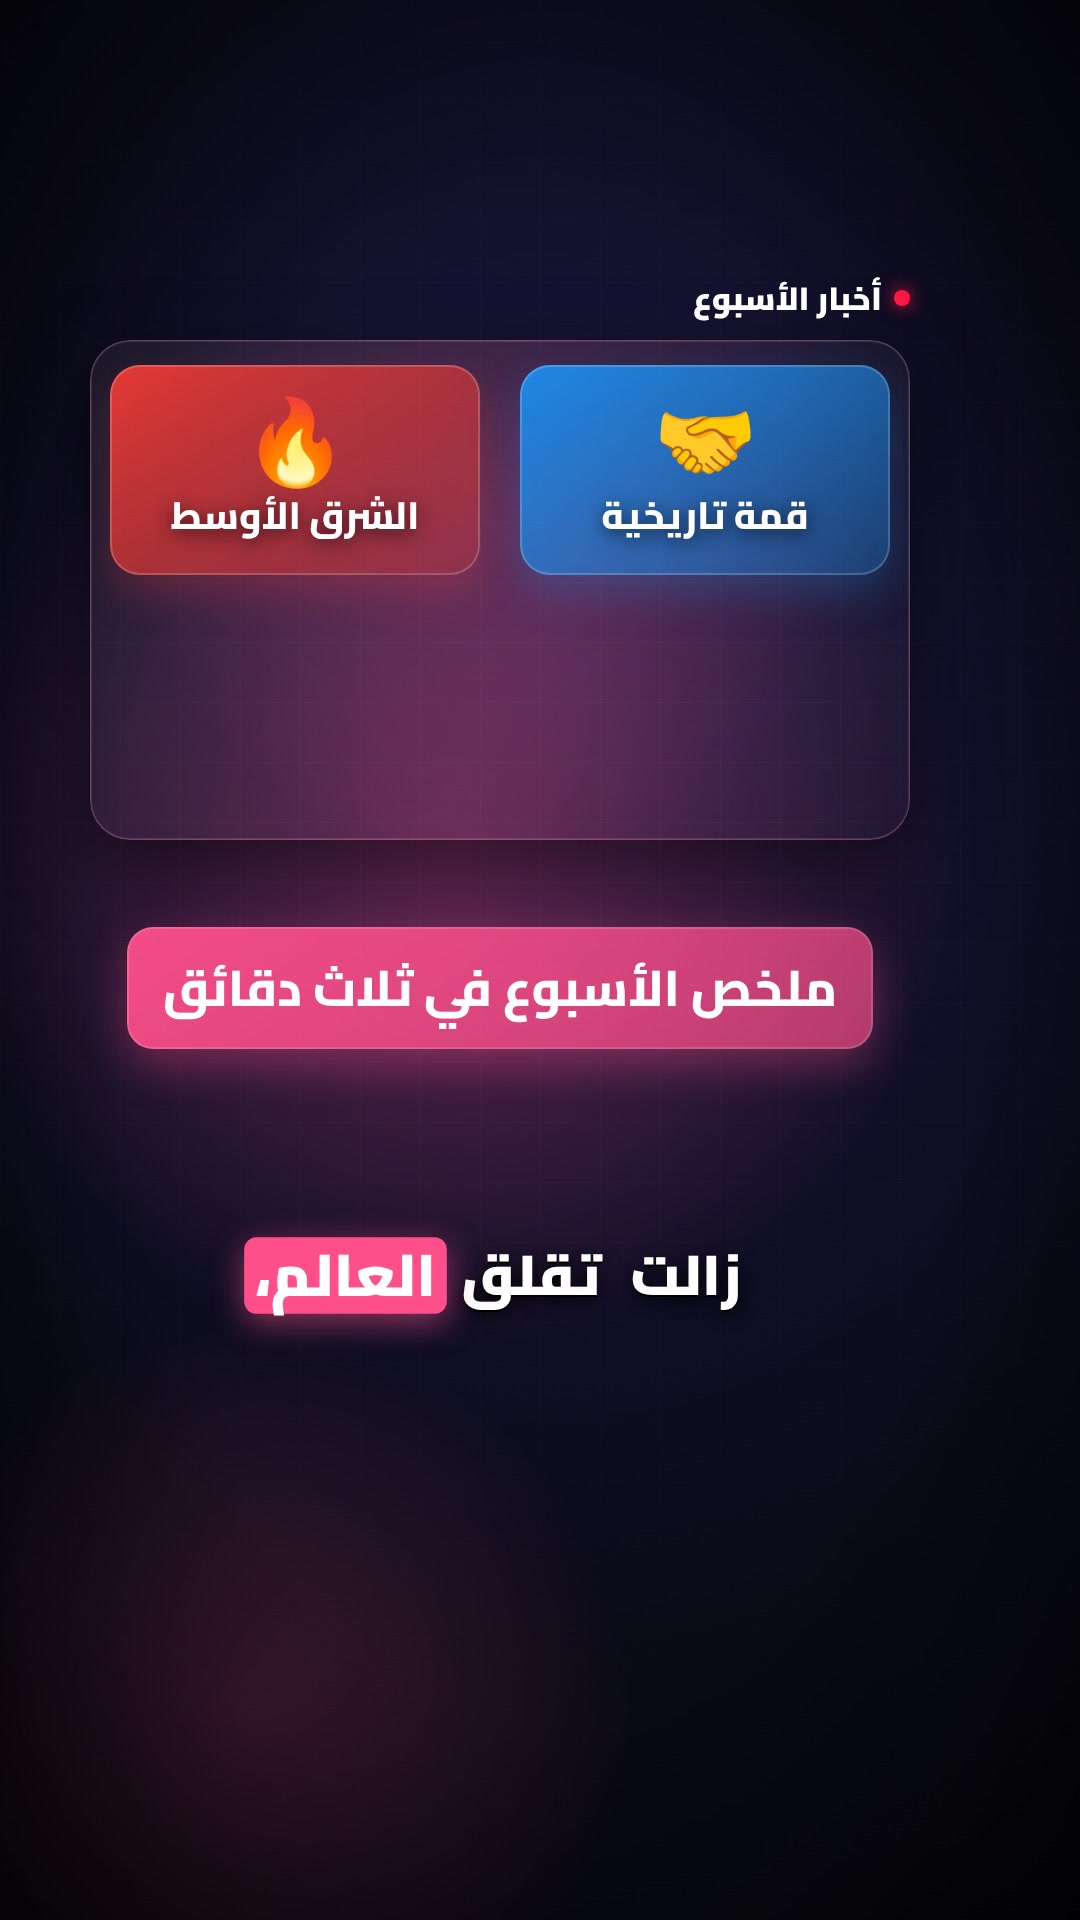 أخبار الأسبوع
قمة تاريخية
الشرق الأوسط
ملخص الأسبوع في ثلاث دقائق
زالت تقلق العالم،